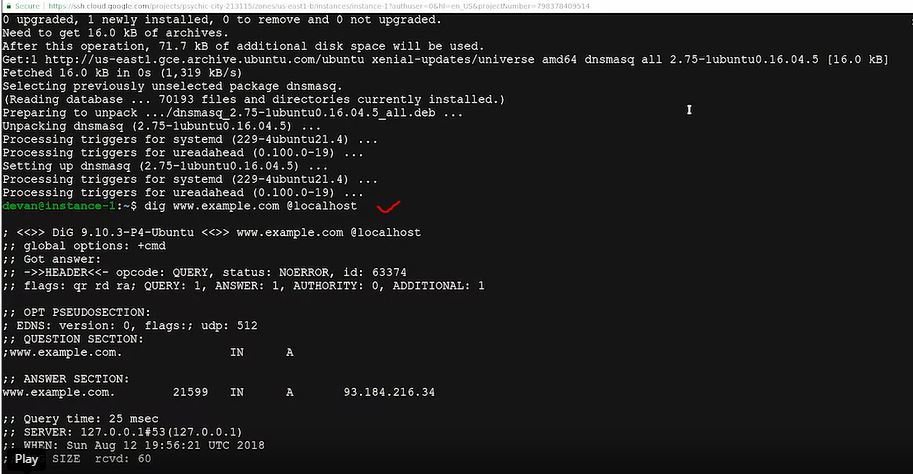 Secure | https://ssh.cloud.google.com/projects/psychic-city-213115/zones/us-east1-b/instances/instance-1?authuser=0&hl=en_US&projectNumber=798378409514
0 upgraded, 1 newly installed, 0 to remove and 0 not upgraded.
Need to get 16.0 kB of archives.
After this operation, 71.7 kB of additional disk space will be used.
Get:1 http://us-east1.gce.archive.ubuntu.com/ubuntu xenial-updates/universe amd64 dnsmasq all 2.75-1ubuntu0.16.04.5 [16.0 kB]
Fetched 16.0 kB in 0s (1,319 kB/s)
Selecting previously unselected package dnsmasq.
(Reading database ... 70193 files and directories currently installed.)
Preparing to unpack .../dnsmasq_2.75-1ubuntu0.16.04.5_all.deb ...
Unpacking dnsmasq (2.75-1ubuntu0.16.04.5) ...
Processing triggers for systemd (229-4ubuntu21.4) ...
Processing triggers for ureadahead (0.100.0-19) ...
Setting up dnsmasq (2.75-1ubuntu0.16.04.5) ...
Processing triggers for systemd (229-4ubuntu21.4) ...
Processing triggers for ureadahead (0.100.0-19) ...
devan@instance-1:~$ dig www.example.com @localhost
; <<>> DiG 9.10.3-P4-Ubuntu <<>> www.example.com @localhost
;; global options: +cmd
;; Got answer:
;; ->>HEADER<<- opcode: QUERY, status: NOERROR, id: 63374
;; flags: qr rd ra; QUERY: 1, ANSWER: 1, AUTHORITY: 0, ADDITIONAL: 1
;; OPT PSEUDOSECTION:
; EDNS: version: 0, flags:; udp: 512
;; QUESTION SECTION:
;www.example.com. IN A
;; ANSWER SECTION:
www.example.com. 21599 IN A 93.184.216.34
;; Query time: 25 msec
;; SERVER: 127.0.0.1#53(127.0.0.1)
;; WHEN: Sun Aug 12 19:56:21 UTC 2018
; Play SIZE rcvd: 60